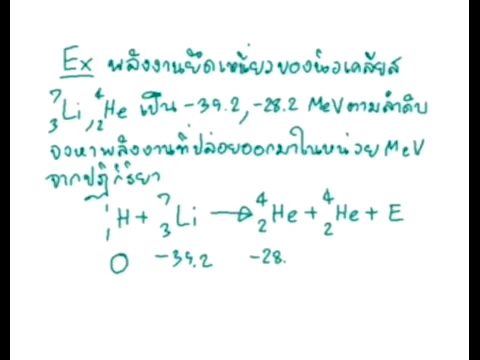 Ex พลังงานยึดเหนี่ยวของนิวเคลียส
⁷₃Li, ⁴₂He เป็น -39.2, -28.2 MeV ตามลำดับ
จงหาพลังงานที่ปล่อยออกมาในหน่วย MeV
จากปฏิกิริยา
¹₁H + ⁷₃Li → ⁴₂He + ⁴₂He + E
0 -39.2 -28.